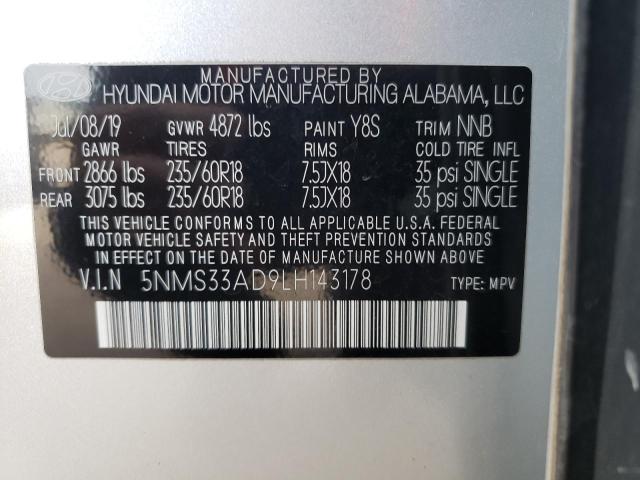 MANUFACTURED BY
HYUNDAI MOTOR MANUFACTURING ALABAMA, LLC
Jul/08/19 GVWR 4872 lbs PAINT Y8S TRIM NNB
GAWR TIRES RIMS COLD TIRE INFL
FRONT 2866 lbs 235/60R18 7.5JX18 35 psi SINGLE
REAR 3075 lbs 235/60R18 7.5JX18 35 psi SINGLE
THIS VEHICLE CONFORMS TO ALL APPLICABLE U.S.A. FEDERAL
MOTOR VEHICLE SAFETY AND THEFT PREVENTION STANDARDS
IN EFFECT ON THE DATE OF MANUFACTURE SHOWN ABOVE
V.I.N 5NMS33AD9LH143178 TYPE: MPV